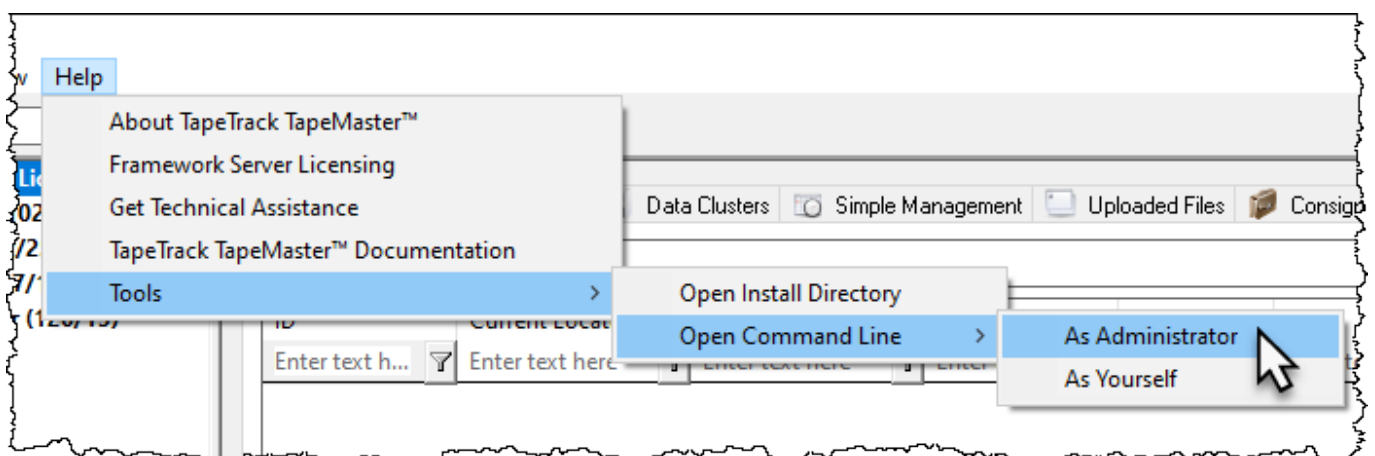 Help
About TapeTrack TapeMaster™
Framework Server Licensing
Get Technical Assistance
TapeTrack TapeMaster™ Documentation
Tools
Open Install Directory
Open Command Line
As Administrator
As Yourself
Data Clusters Simple Management Uploaded Files
ID
Enter text h... Enter text here